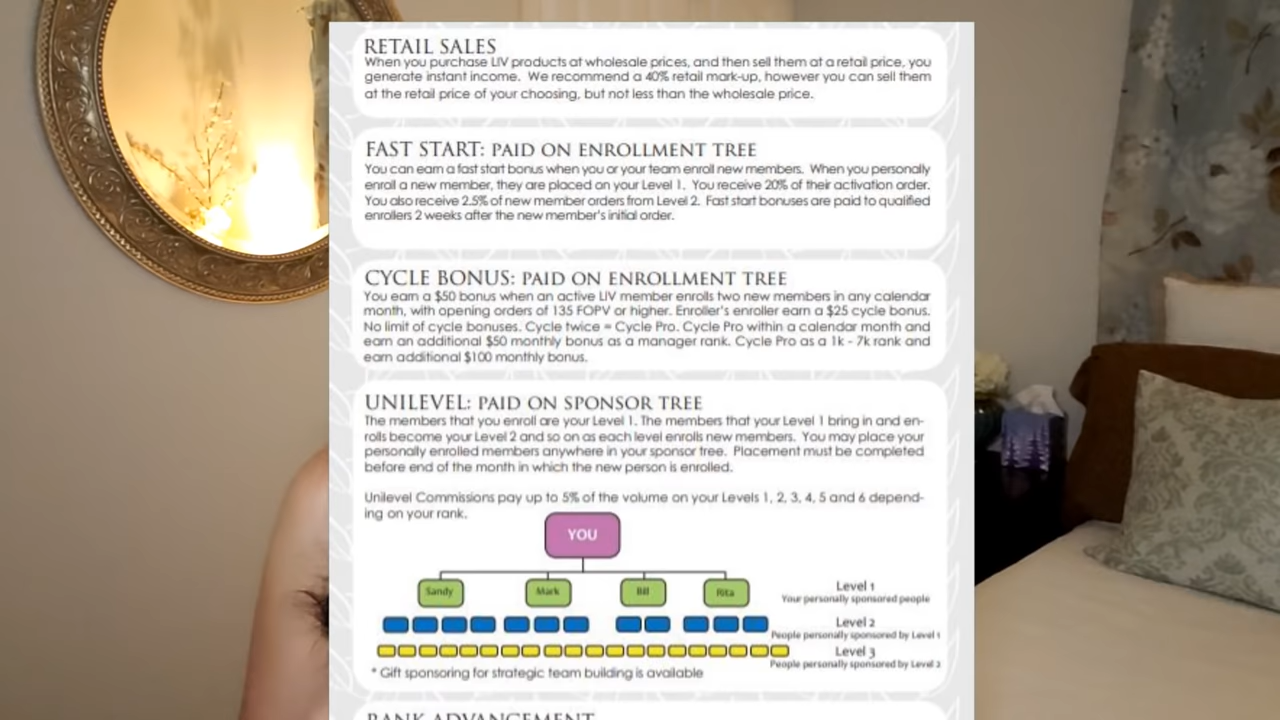 RETAIL SALES
When you purchase LIV products at wholesale prices, and then sell them at a retail price, you
generate instant income. We recommend a 40% retail mark-up, however you can sell them
at the retail price of your choosing, but not less than the wholesale price.
FAST START: PAID ON ENROLLMENT TREE
You can earn a fast start bonus when you or your team enroll new members. When you personally
enroll a new member, they are placed on your Level 1. You receive 20% of their activation order.
You also receive 2.5% of new member orders from Level 2. Fast start bonuses are paid to qualified
enrollers 2 weeks after the new member's initial order.
CYCLE BONUS: PAID ON ENROLLMENT TREE
You earn a $50 bonus when an active LIV member enrolls two new members in any calendar
month, with opening orders of 135 FOPV or higher. Enroller's enroller earn a $25 cycle bonus.
No limit of cycle bonuses. Cycle twice = Cycle Pro. Cycle Pro within a calendar month and
earn an additional $50 monthly bonus as a manager rank. Cycle Pro as a 1k - 7k rank and
earn additional $100 monthly bonus.
UNILEVEL: PAID ON SPONSOR TREE
The members that you enroll are your Level 1. The members that your Level 1 bring in and en-
rolls become your Level 2 and so on as each level enrolls new members. You may place your
personally enrolled members anywhere in your sponsor tree. Placement must be completed
before end of the month in which the new person is enrolled.
Unilevel Commissions pay up to 5% of the volume on your Levels 1, 2, 3, 4, 5 and 6 depend-
ing on your rank.
YOU
Sandy Mark Bill Rita
Level 1
Your personally sponsored people
Level 2
People personally sponsored by Level 1
Level 3
People personally sponsored by Level 2
* Gift sponsoring for strategic team building is available
RANK ADVANCEMENT